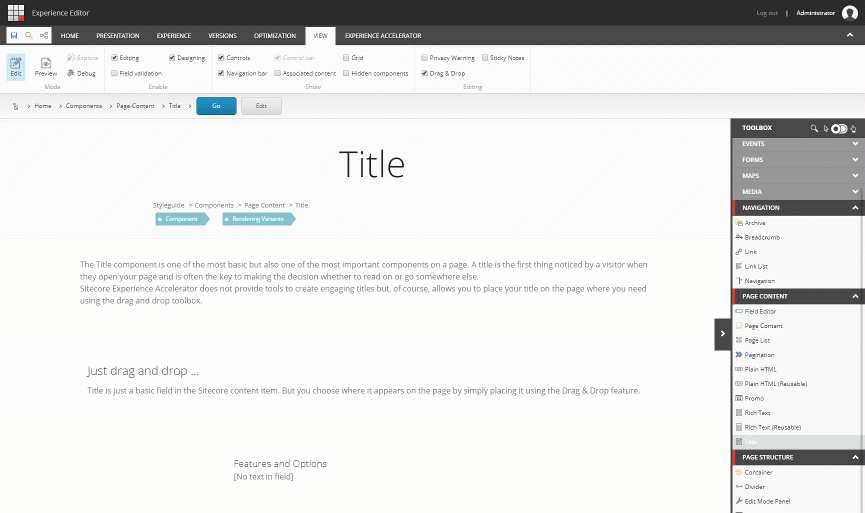 Experience Editor
Log out | Administrator
HOME PRESENTATION EXPERIENCE VERSIONS OPTIMIZATION VIEW EXPERIENCE ACCELERATOR
Edit
Preview
Explore
Debug
Mode
Editing
Designing
Field validation
Enable
Controls
Control bar
Grid
Navigation bar
Associated content
Hidden components
Show
Privacy Warning
Sticky Notes
Drag & Drop
Editing
> Home > Components > Page-Content > Title > Go Edit
Title
Styleguide > Components > Page Content > Title
Component
Rendering Variants
The Title component is one of the most basic but also one of the most important components on a page. A title is the first thing noticed by a visitor when
they open your page and is often the key to making the decision whether to read on or go somewhere else.
Sitecore Experience Accelerator does not provide tools to create engaging titles but, of course, allows you to place your title on the page where you need
using the drag and drop toolbox.
Just drag and drop ...
Title is just a basic field in the Sitecore content item. But you choose where it appears on the page by simply placing it using the Drag & Drop feature.
Features and Options
[No text in field]
TOOLBOX
EVENTS
FORMS
MAPS
MEDIA
NAVIGATION
Archive
Breadcrumb
Link
Link List
Navigation
PAGE CONTENT
Field Editor
Page Content
Page List
Pagination
Plain HTML
Plain HTML (Reusable)
Promo
Rich Text
Rich Text (Reusable)
Title
PAGE STRUCTURE
Container
Divider
Edit Mode Panel